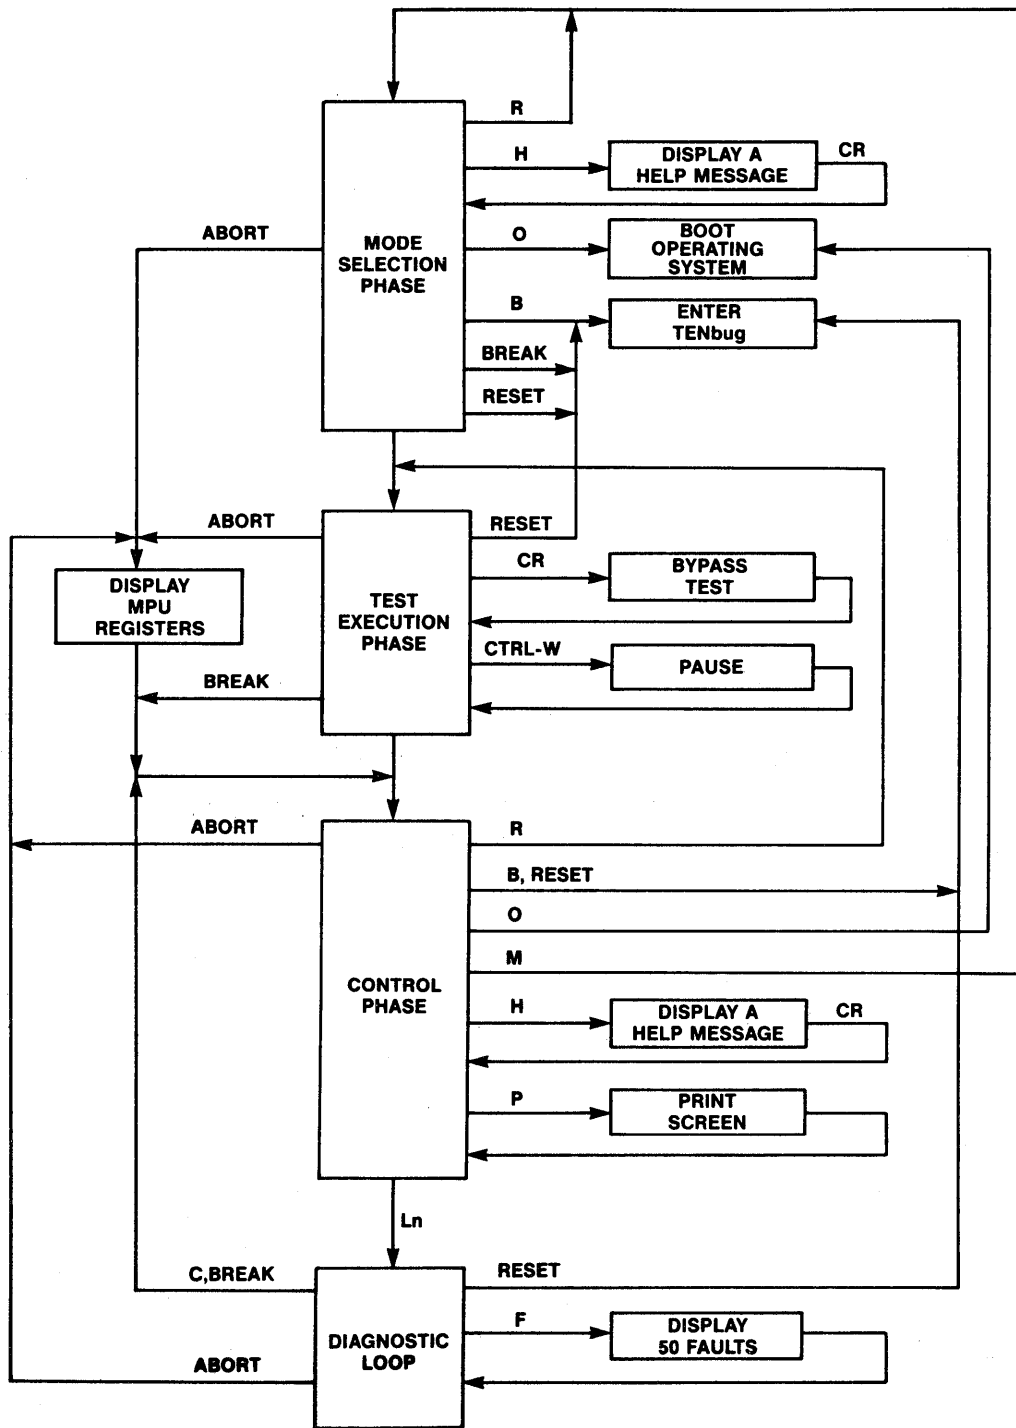 R
H
DISPLAY A
HELP MESSAGE
CR
ABORT
MODE
SELECTION
PHASE
O
BOOT
OPERATING
SYSTEM
B
ENTER
TENbug
BREAK
RESET
ABORT
RESET
DISPLAY
MPU
REGISTERS
TEST
EXECUTION
PHASE
CR
BYPASS
TEST
CTRL-W
PAUSE
BREAK
ABORT
R
B, RESET
O
M
CONTROL
PHASE
H
DISPLAY A
HELP MESSAGE
CR
P
PRINT
SCREEN
Ln
C,BREAK
RESET
DIAGNOSTIC
LOOP
F
DISPLAY
50 FAULTS
ABORT